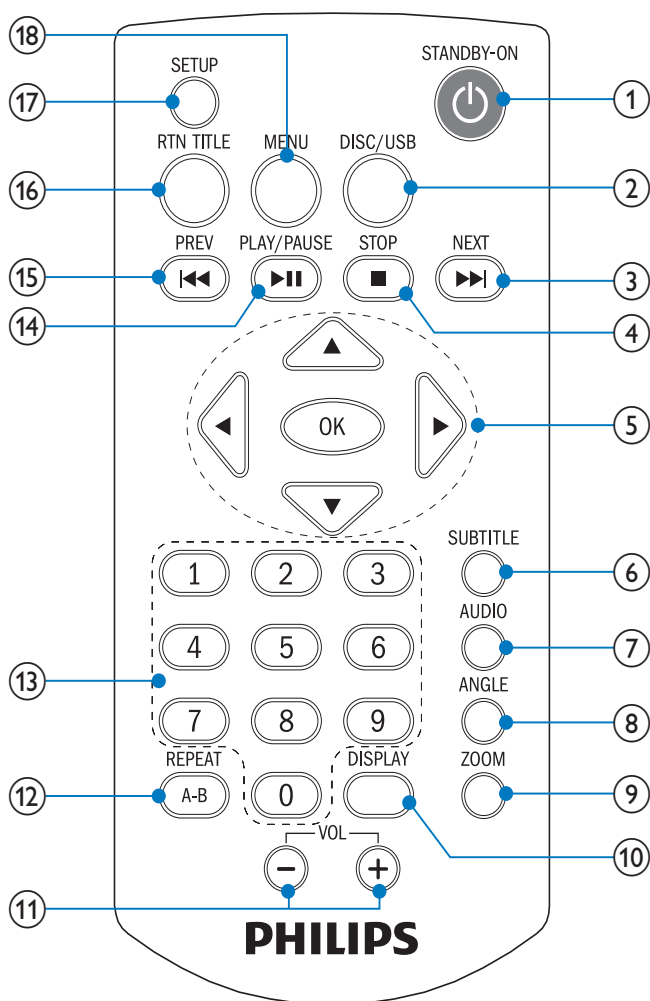 18
SETUP
STANDBY-ON
17
1
RTN TITLE MENU DISC/USB
16
2
PREV PLAY/PAUSE STOP NEXT
15
3
14
4
OK
5
SUBTITLE
1 2 3
6
AUDIO
4 5 6
7
13
ANGLE
7 8 9
8
REPEAT DISPLAY ZOOM
12
A-B
0
9
VOL
10
− +
11
PHILIPS